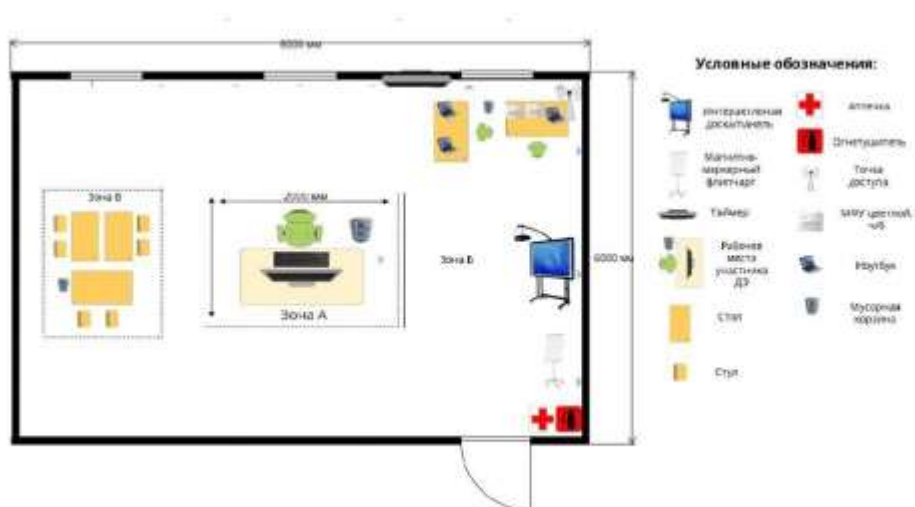 8000 мм
Условные обозначения:
Интерактивная
доска/панель
Аптечка
Огнетушитель
Магнитно-
маркерный
флипчарт
Точка
доступа
Таймер
МФУ цветной,
ч/б
Рабочее
место
участника
ДЭ
Ноутбук
Мусорная
корзина
Стол
Стул
Зона В
2000 мм
Зона Б
6000 мм
Зона А